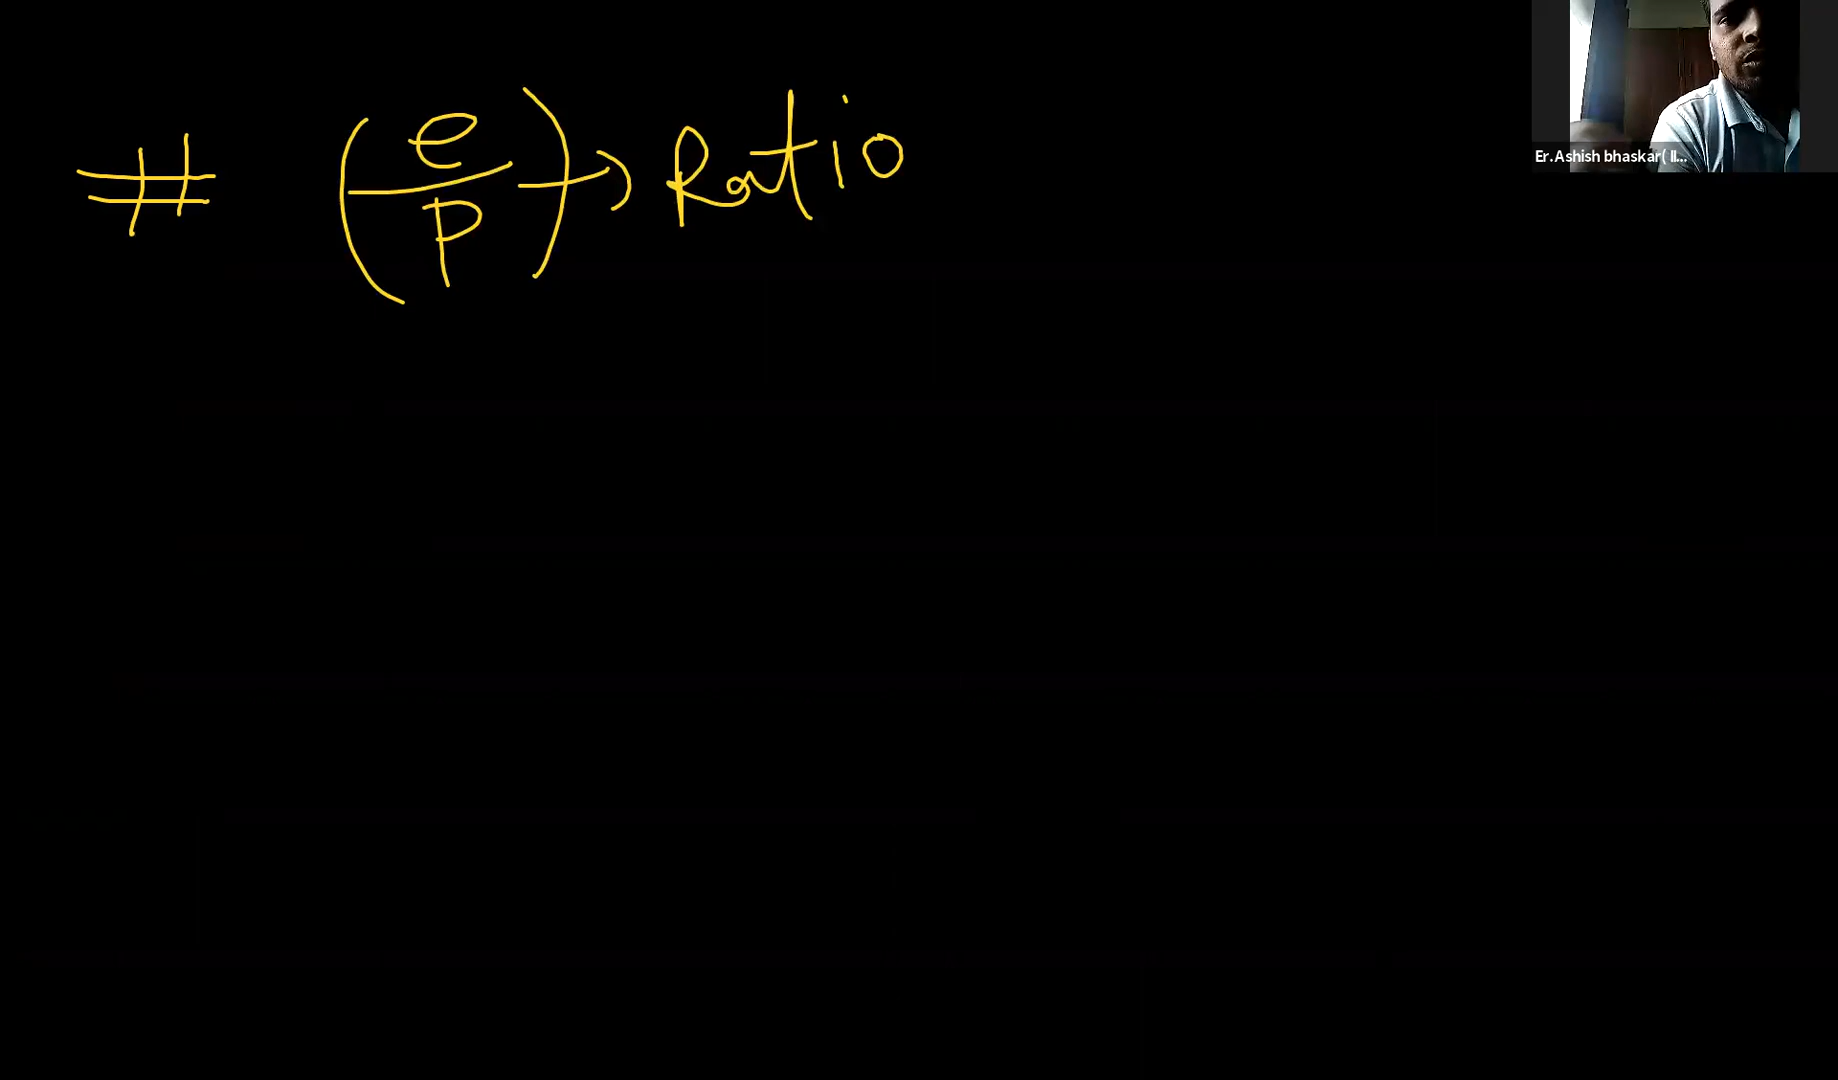 # (e/P) → Ratio
Er.Ashish bhaskar( II...